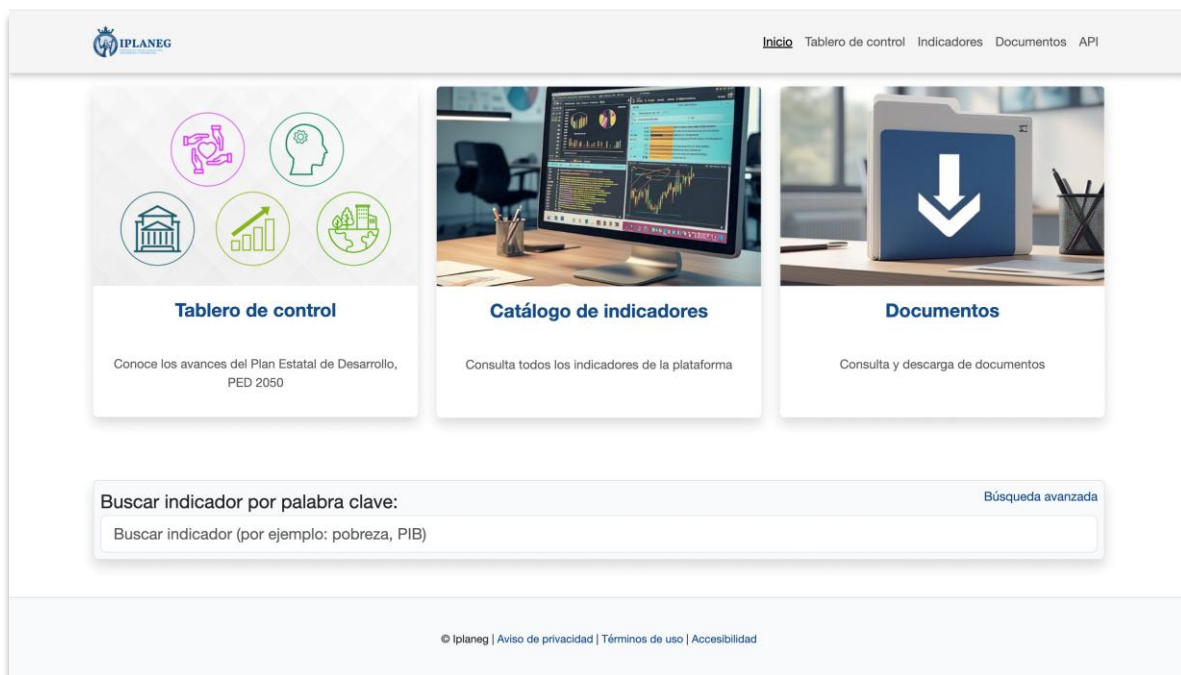 IPLANEG
Inicio Tablero de control Indicadores Documentos API
Tablero de control
Conoce los avances del Plan Estatal de Desarrollo,
PED 2050
Catálogo de indicadores
Consulta todos los indicadores de la plataforma
Documentos
Consulta y descarga de documentos
Buscar indicador por palabra clave:
Búsqueda avanzada
Buscar indicador (por ejemplo: pobreza, PIB)
© Iplaneg | Aviso de privacidad | Términos de uso | Accesibilidad